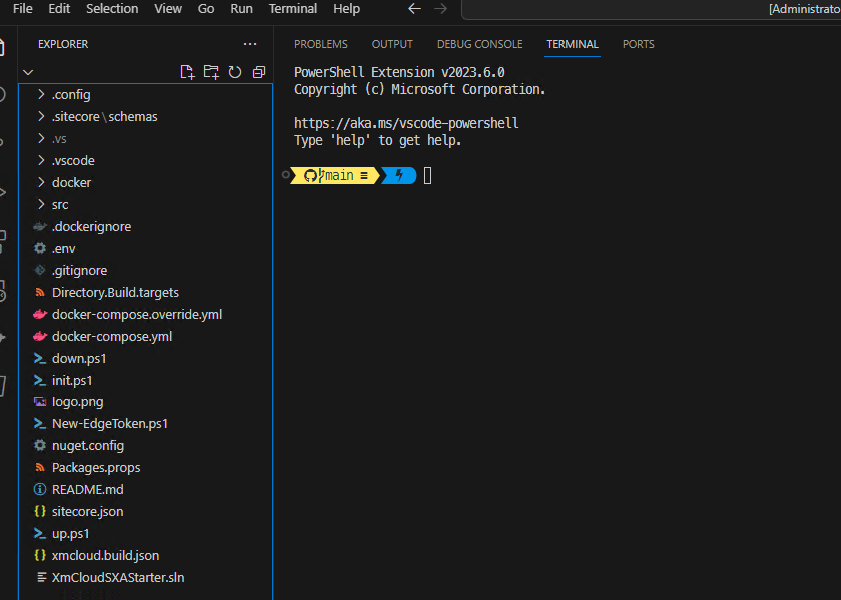 File Edit Selection View Go Run Terminal Help
[Administrato
EXPLORER
.config
.sitecore\schemas
.vs
.vscode
docker
src
.dockerignore
.env
.gitignore
Directory.Build.targets
docker-compose.override.yml
docker-compose.yml
down.ps1
init.ps1
logo.png
New-EdgeToken.ps1
nuget.config
Packages.props
README.md
sitecore.json
up.ps1
xmcloud.build.json
XmCloudSXAStarter.sln
PROBLEMS OUTPUT DEBUG CONSOLE TERMINAL PORTS
PowerShell Extension v2023.6.0
Copyright (c) Microsoft Corporation.
https://aka.ms/vscode-powershell
Type 'help' to get help.
main ≡